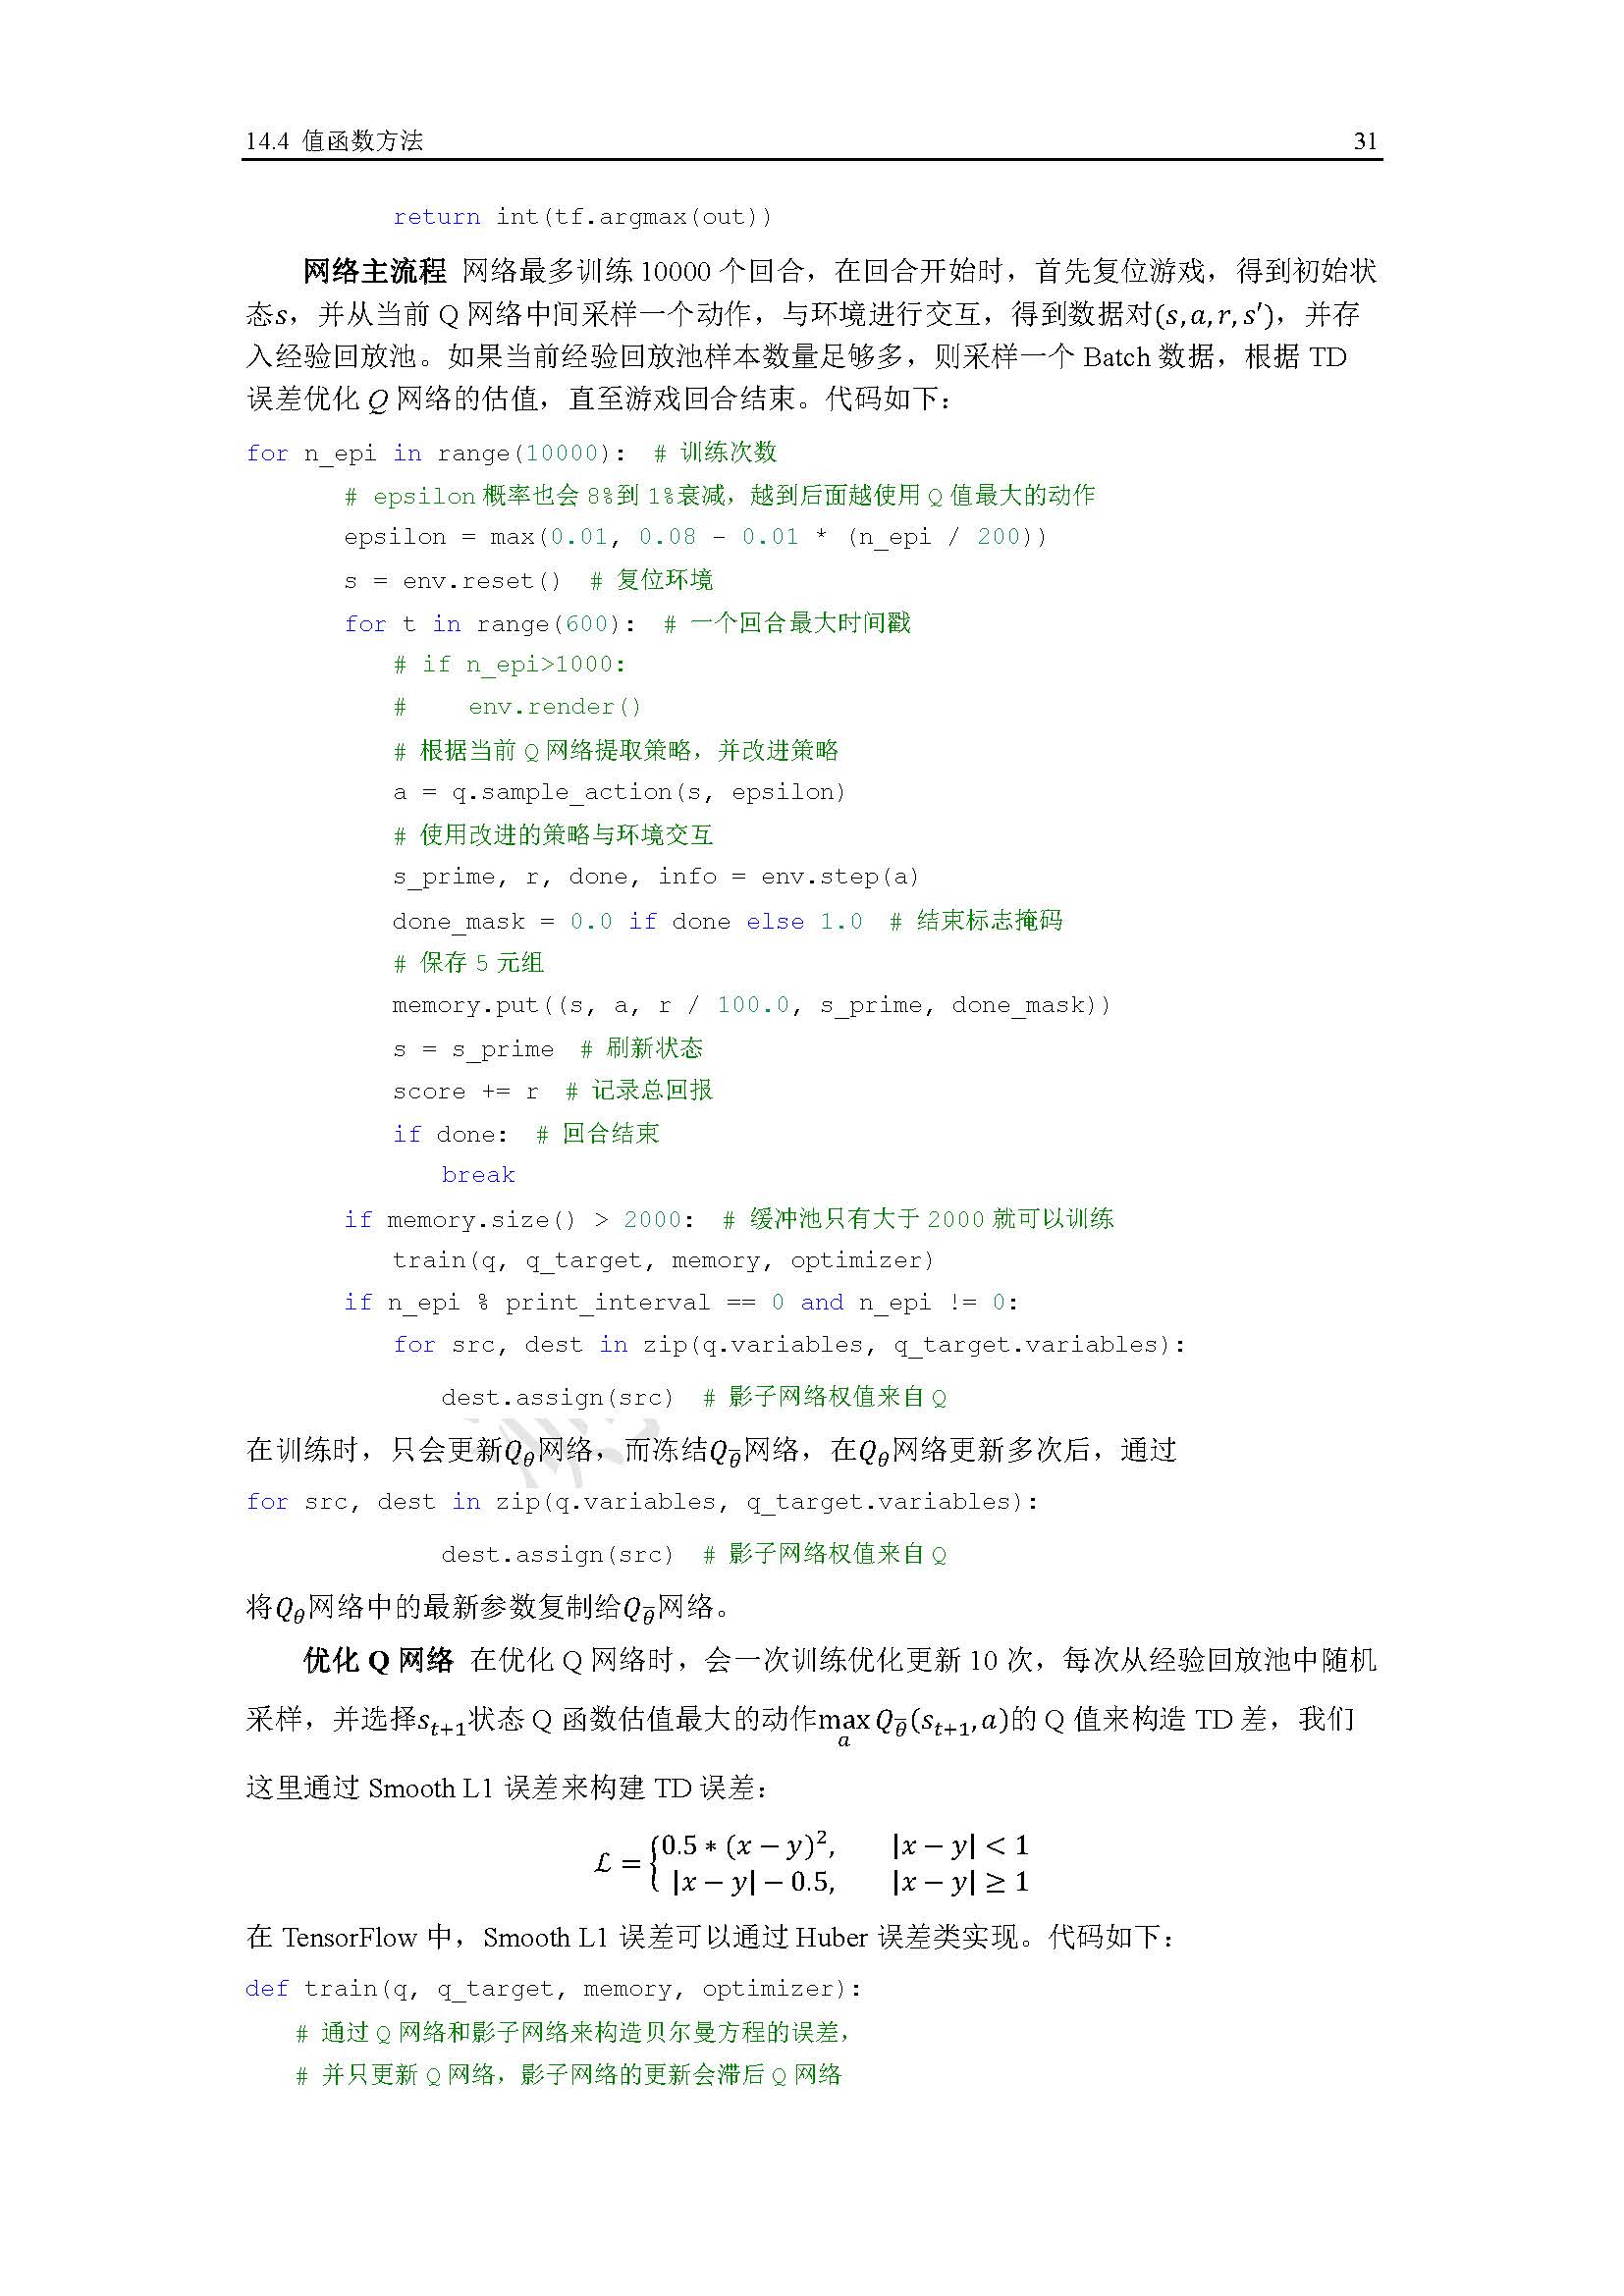 14.4 值函数方法 31
return int(tf.argmax(out))
网络主流程 网络最多训练 10000 个回合，在回合开始时，首先复位游戏，得到初始状
态s，并从当前 Q 网络中间采样一个动作，与环境进行交互，得到数据对(s, a, r, s′)，并存
入经验回放池。如果当前经验回放池样本数量足够多，则采样一个 Batch 数据，根据 TD
误差优化 Q 网络的估值，直至游戏回合结束。代码如下：
for n_epi in range(10000): # 训练次数
# epsilon 概率也会 8%到 1%衰减，越到后面越使用 Q 值最大的动作
epsilon = max(0.01, 0.08 - 0.01 * (n_epi / 200))
s = env.reset() # 复位环境
for t in range(600): # 一个回合最大时间戳
# if n_epi>1000:
# env.render()
# 根据当前 Q 网络提取策略，并改进策略
a = q.sample_action(s, epsilon)
# 使用改进的策略与环境交互
s_prime, r, done, info = env.step(a)
done_mask = 0.0 if done else 1.0 # 结束标志掩码
# 保存 5 元组
memory.put((s, a, r / 100.0, s_prime, done_mask))
s = s_prime # 刷新状态
score += r # 记录总回报
if done: # 回合结束
break
if memory.size() > 2000: # 缓冲池只有大于 2000 就可以训练
train(q, q_target, memory, optimizer)
if n_epi % print_interval == 0 and n_epi != 0:
for src, dest in zip(q.variables, q_target.variables):
dest.assign(src) # 影子网络权值来自 Q
在训练时，只会更新Q_θ网络，而冻结Q_θ̄网络，在Q_θ网络更新多次后，通过
for src, dest in zip(q.variables, q_target.variables):
dest.assign(src) # 影子网络权值来自 Q
将Q_θ网络中的最新参数复制给Q_θ̄网络。
优化 Q 网络 在优化 Q 网络时，会一次训练优化更新 10 次，每次从经验回放池中随机
采样，并选择s_{t+1}状态 Q 函数估值最大的动作max_a Q_θ̄(s_{t+1}, a)的 Q 值来构造 TD 差，我们
这里通过 Smooth L1 误差来构建 TD 误差：
ℒ = { 0.5 * (x − y)², |x − y| < 1
|x − y| − 0.5, |x − y| ≥ 1
在 TensorFlow 中，Smooth L1 误差可以通过 Huber 误差类实现。代码如下：
def train(q, q_target, memory, optimizer):
# 通过 Q 网络和影子网络来构造贝尔曼方程的误差，
# 并只更新 Q 网络，影子网络的更新会滞后 Q 网络